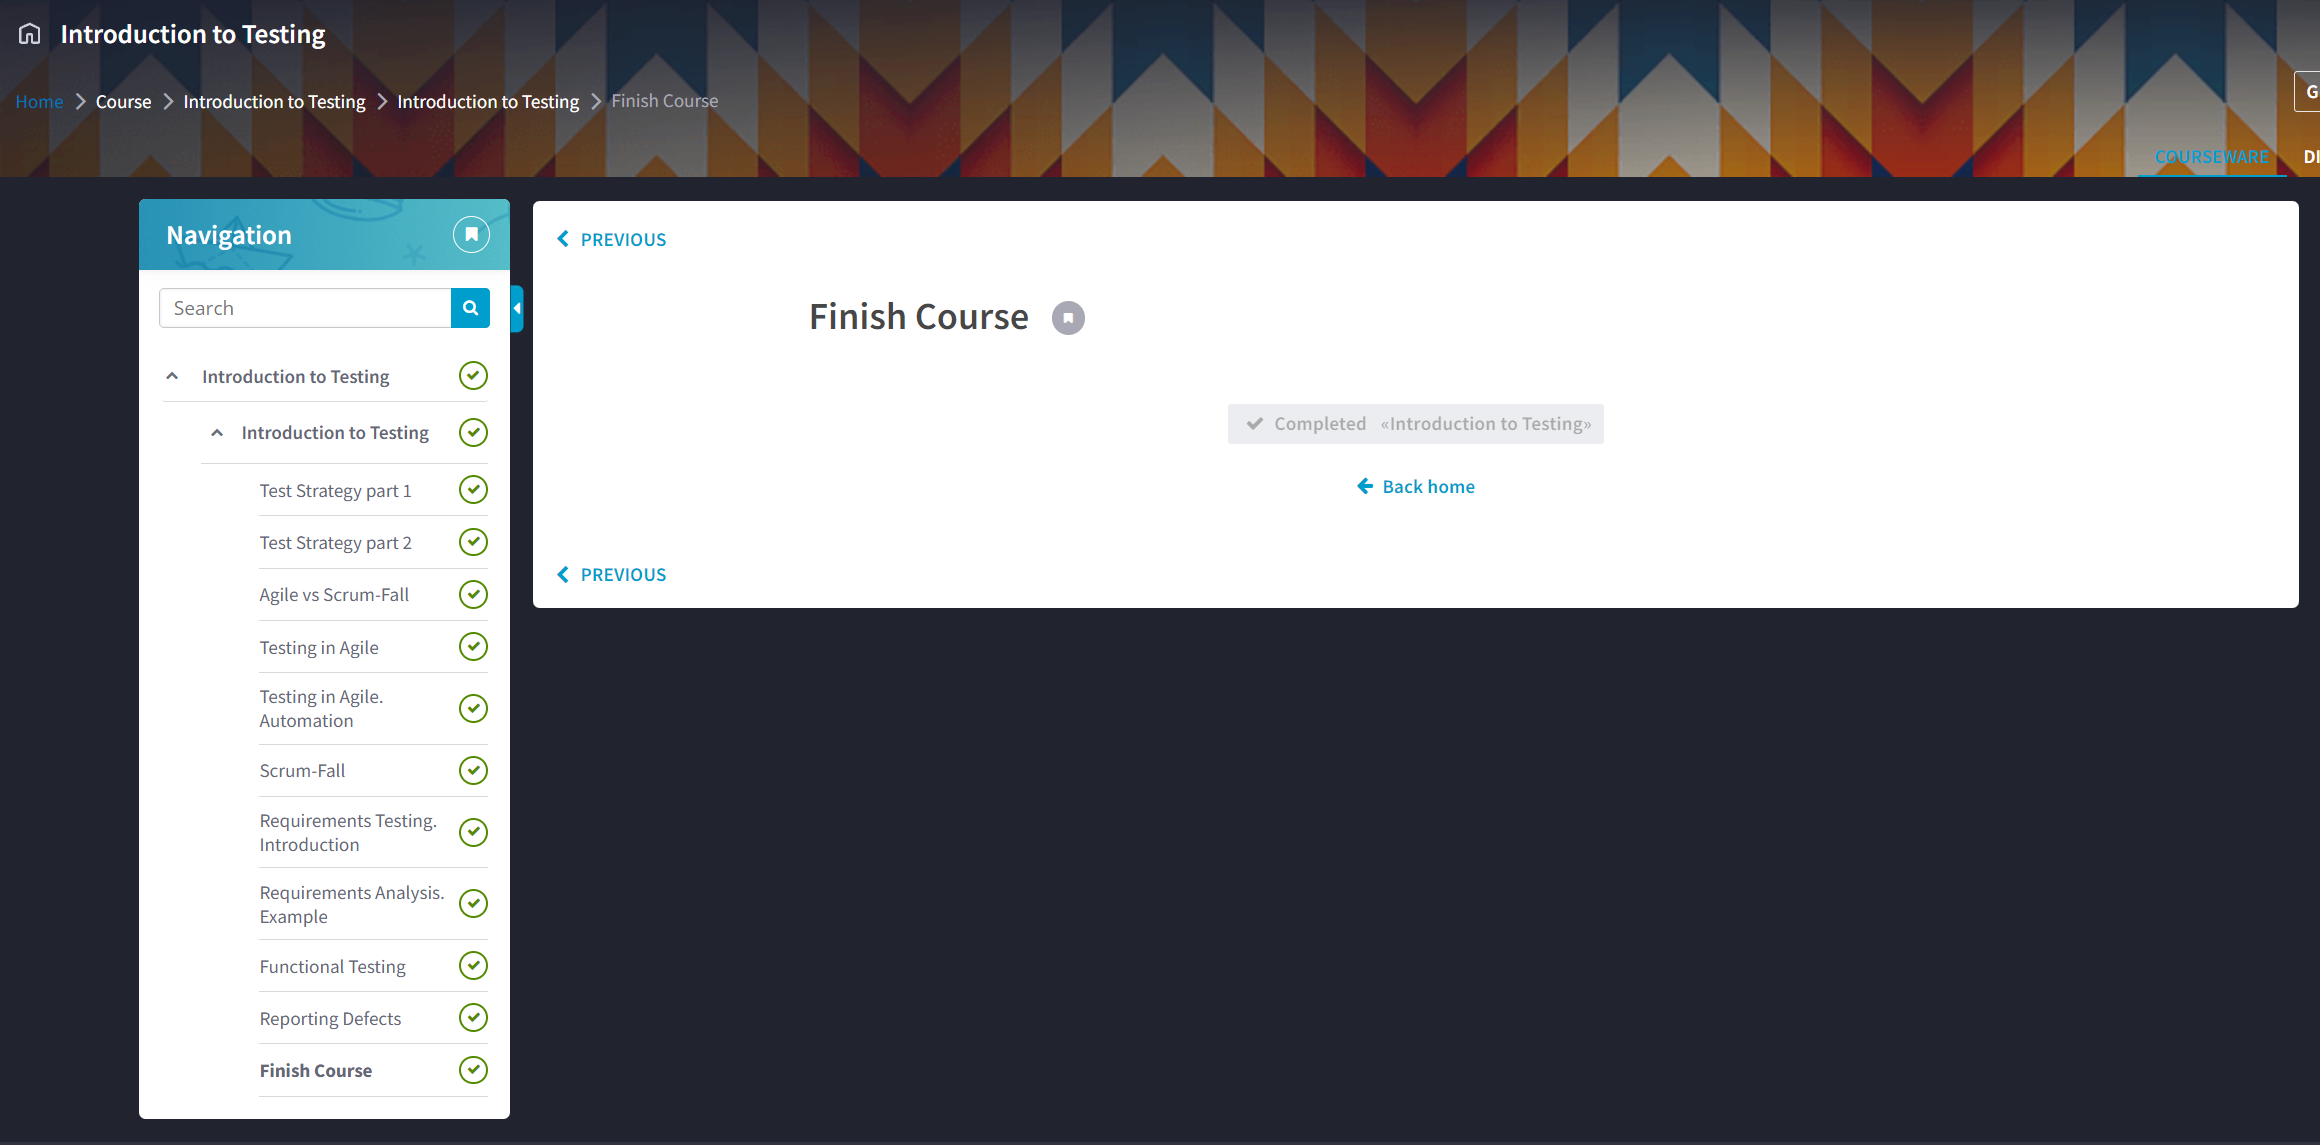 Introduction to Testing
Home Course Introduction to Testing Introduction to Testing Finish Course
G
COURSEWARE DI
Navigation
Search
Introduction to Testing
Introduction to Testing
Test Strategy part 1
Test Strategy part 2
Agile vs Scrum-Fall
Testing in Agile
Testing in Agile.
Automation
Scrum-Fall
Requirements Testing.
Introduction
Requirements Analysis.
Example
Functional Testing
Reporting Defects
Finish Course
PREVIOUS
Finish Course
Completed «Introduction to Testing»
Back home
PREVIOUS